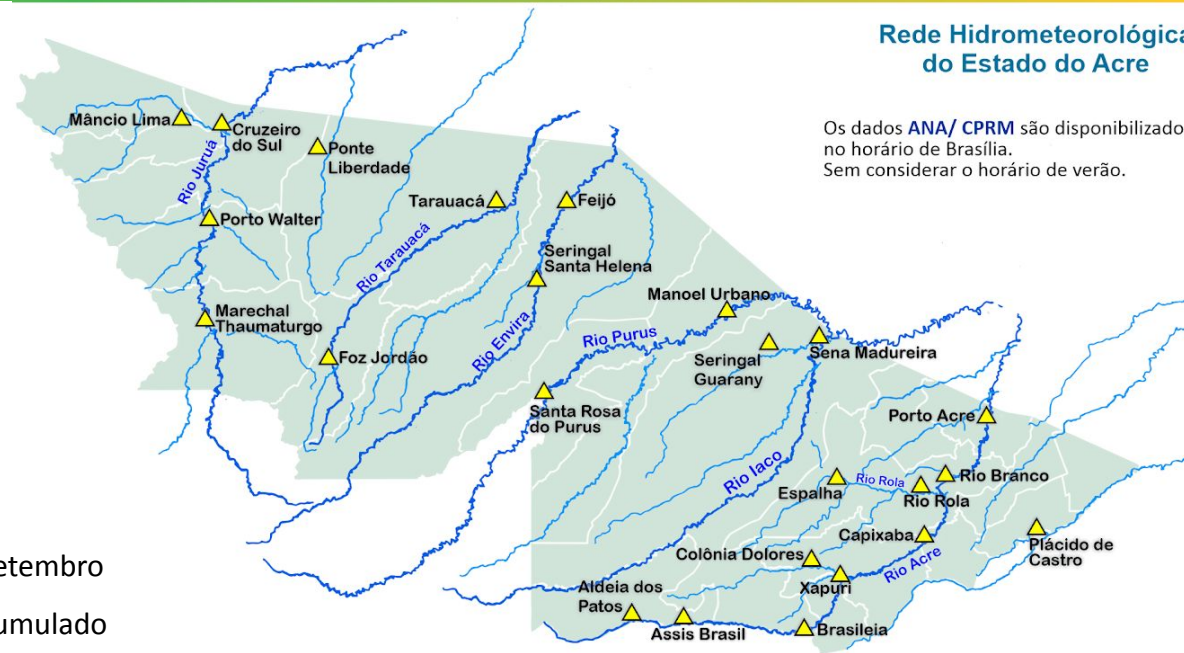 Rede Hidrometeorológica
do Estado do Acre
Os dados ANA/ CPRM são disponibilizado
no horário de Brasília.
Sem considerar o horário de verão.
Mâncio Lima
Cruzeiro
do Sul
Ponte
Liberdade
Rio Juruá
Porto Walter
Tarauacá
Feijó
Rio Tarauacá
Seringal
Santa Helena
Marechal
Thaumaturgo
Foz Jordão
Rio Envira
Manoel Urbano
Rio Purus
Seringal
Guarany
Sena Madureira
Santa Rosa
do Purus
Porto Acre
Rio Iaco
Espalha
Rio Rola
Rio Rola
Rio Branco
Capixaba
Plácido de
Castro
Colônia Dolores
Rio Acre
Xapuri
Aldeia dos
Patos
Assis Brasil
Brasileia
etembro
umulado